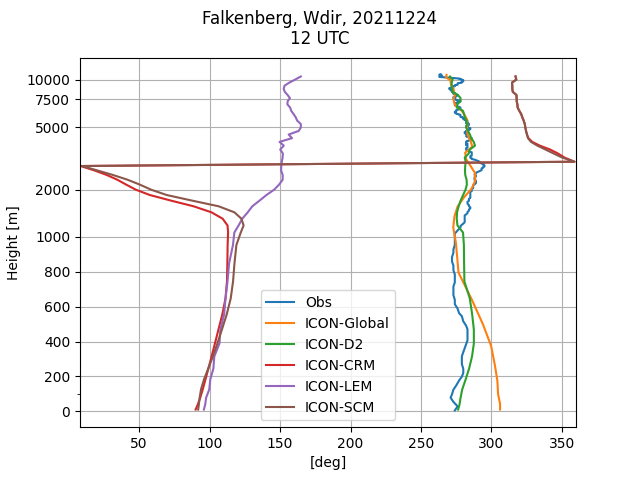 Falkenberg, Wdir, 20211224
12 UTC
Height [m]
10000
7500
5000
2000
1000
800
600
400
200
0
Obs
ICON-Global
ICON-D2
ICON-CRM
ICON-LEM
ICON-SCM
50 100 150 200 250 300 350
[deg]